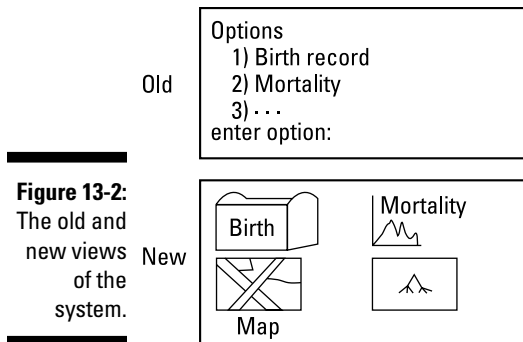 Old
Options
1) Birth record
2) Mortality
3) · · ·
enter option:
Figure 13-2:
The old and
new views
of the
system.
New
Birth
Mortality
Map